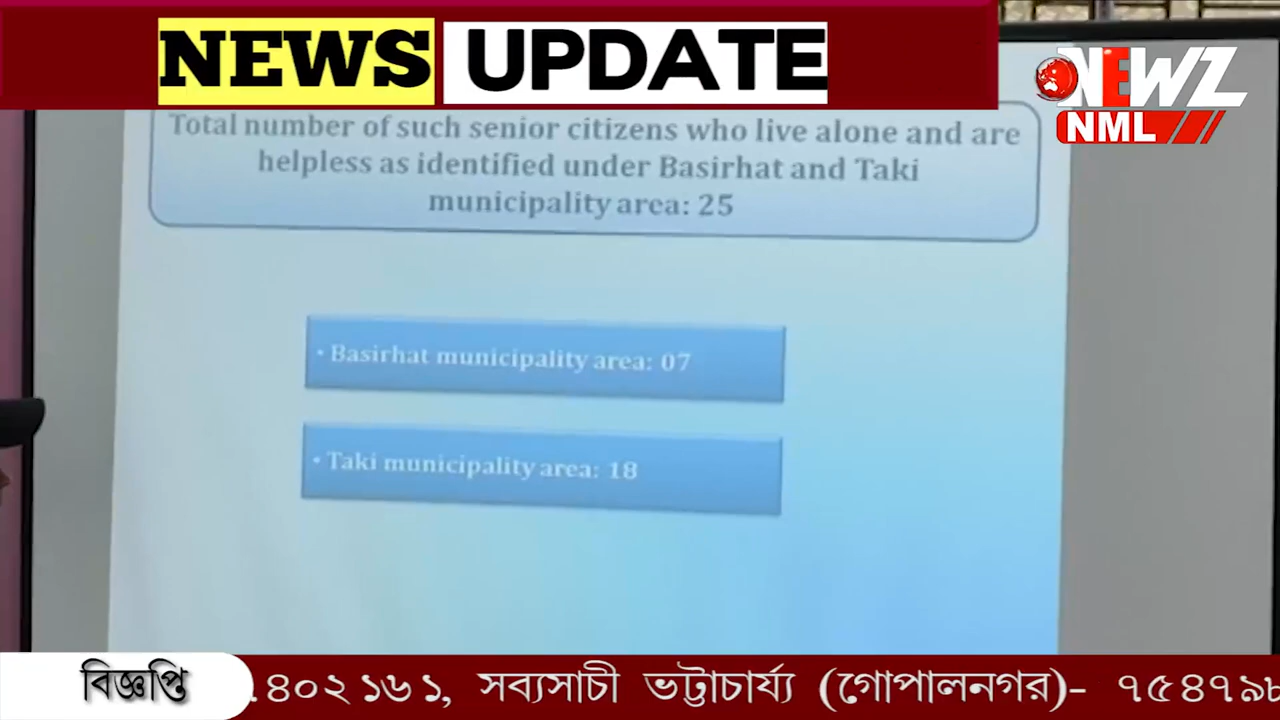 NEWS UPDATE
NEWZ
NML
Total number of such senior citizens who live alone and are
helpless as identified under Basirhat and Taki
municipality area: 25
• Basirhat municipality area: 07
• Taki municipality area: 18
বিজ্ঞপ্তি
৪০২১৬১, সব্যসাচী ভট্টাচার্য্য (গোপালনগর)- ৭৫৪৭৯৮